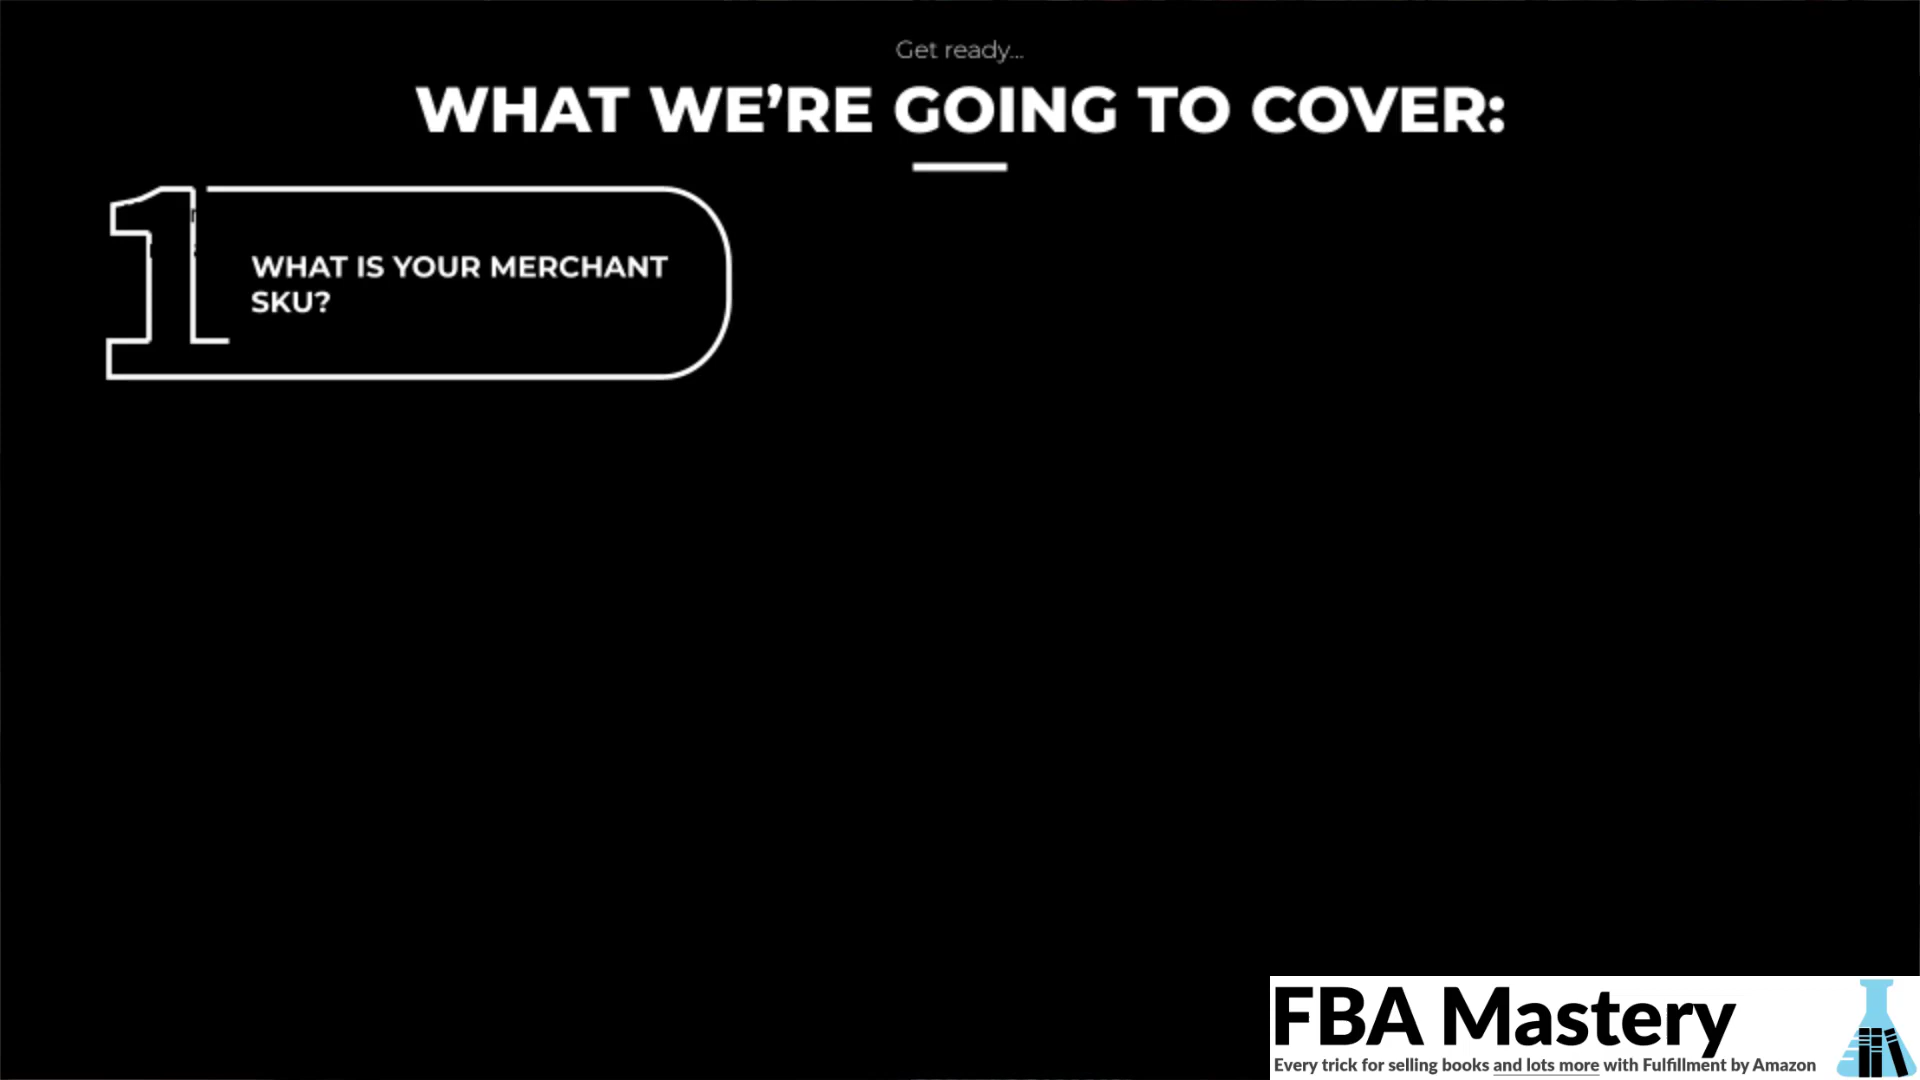 Get ready...
WHAT WE’RE GOING TO COVER:
1
WHAT IS YOUR MERCHANT
SKU?
FBA Mastery
Every trick for selling books and lots more with Fulfillment by Amazon